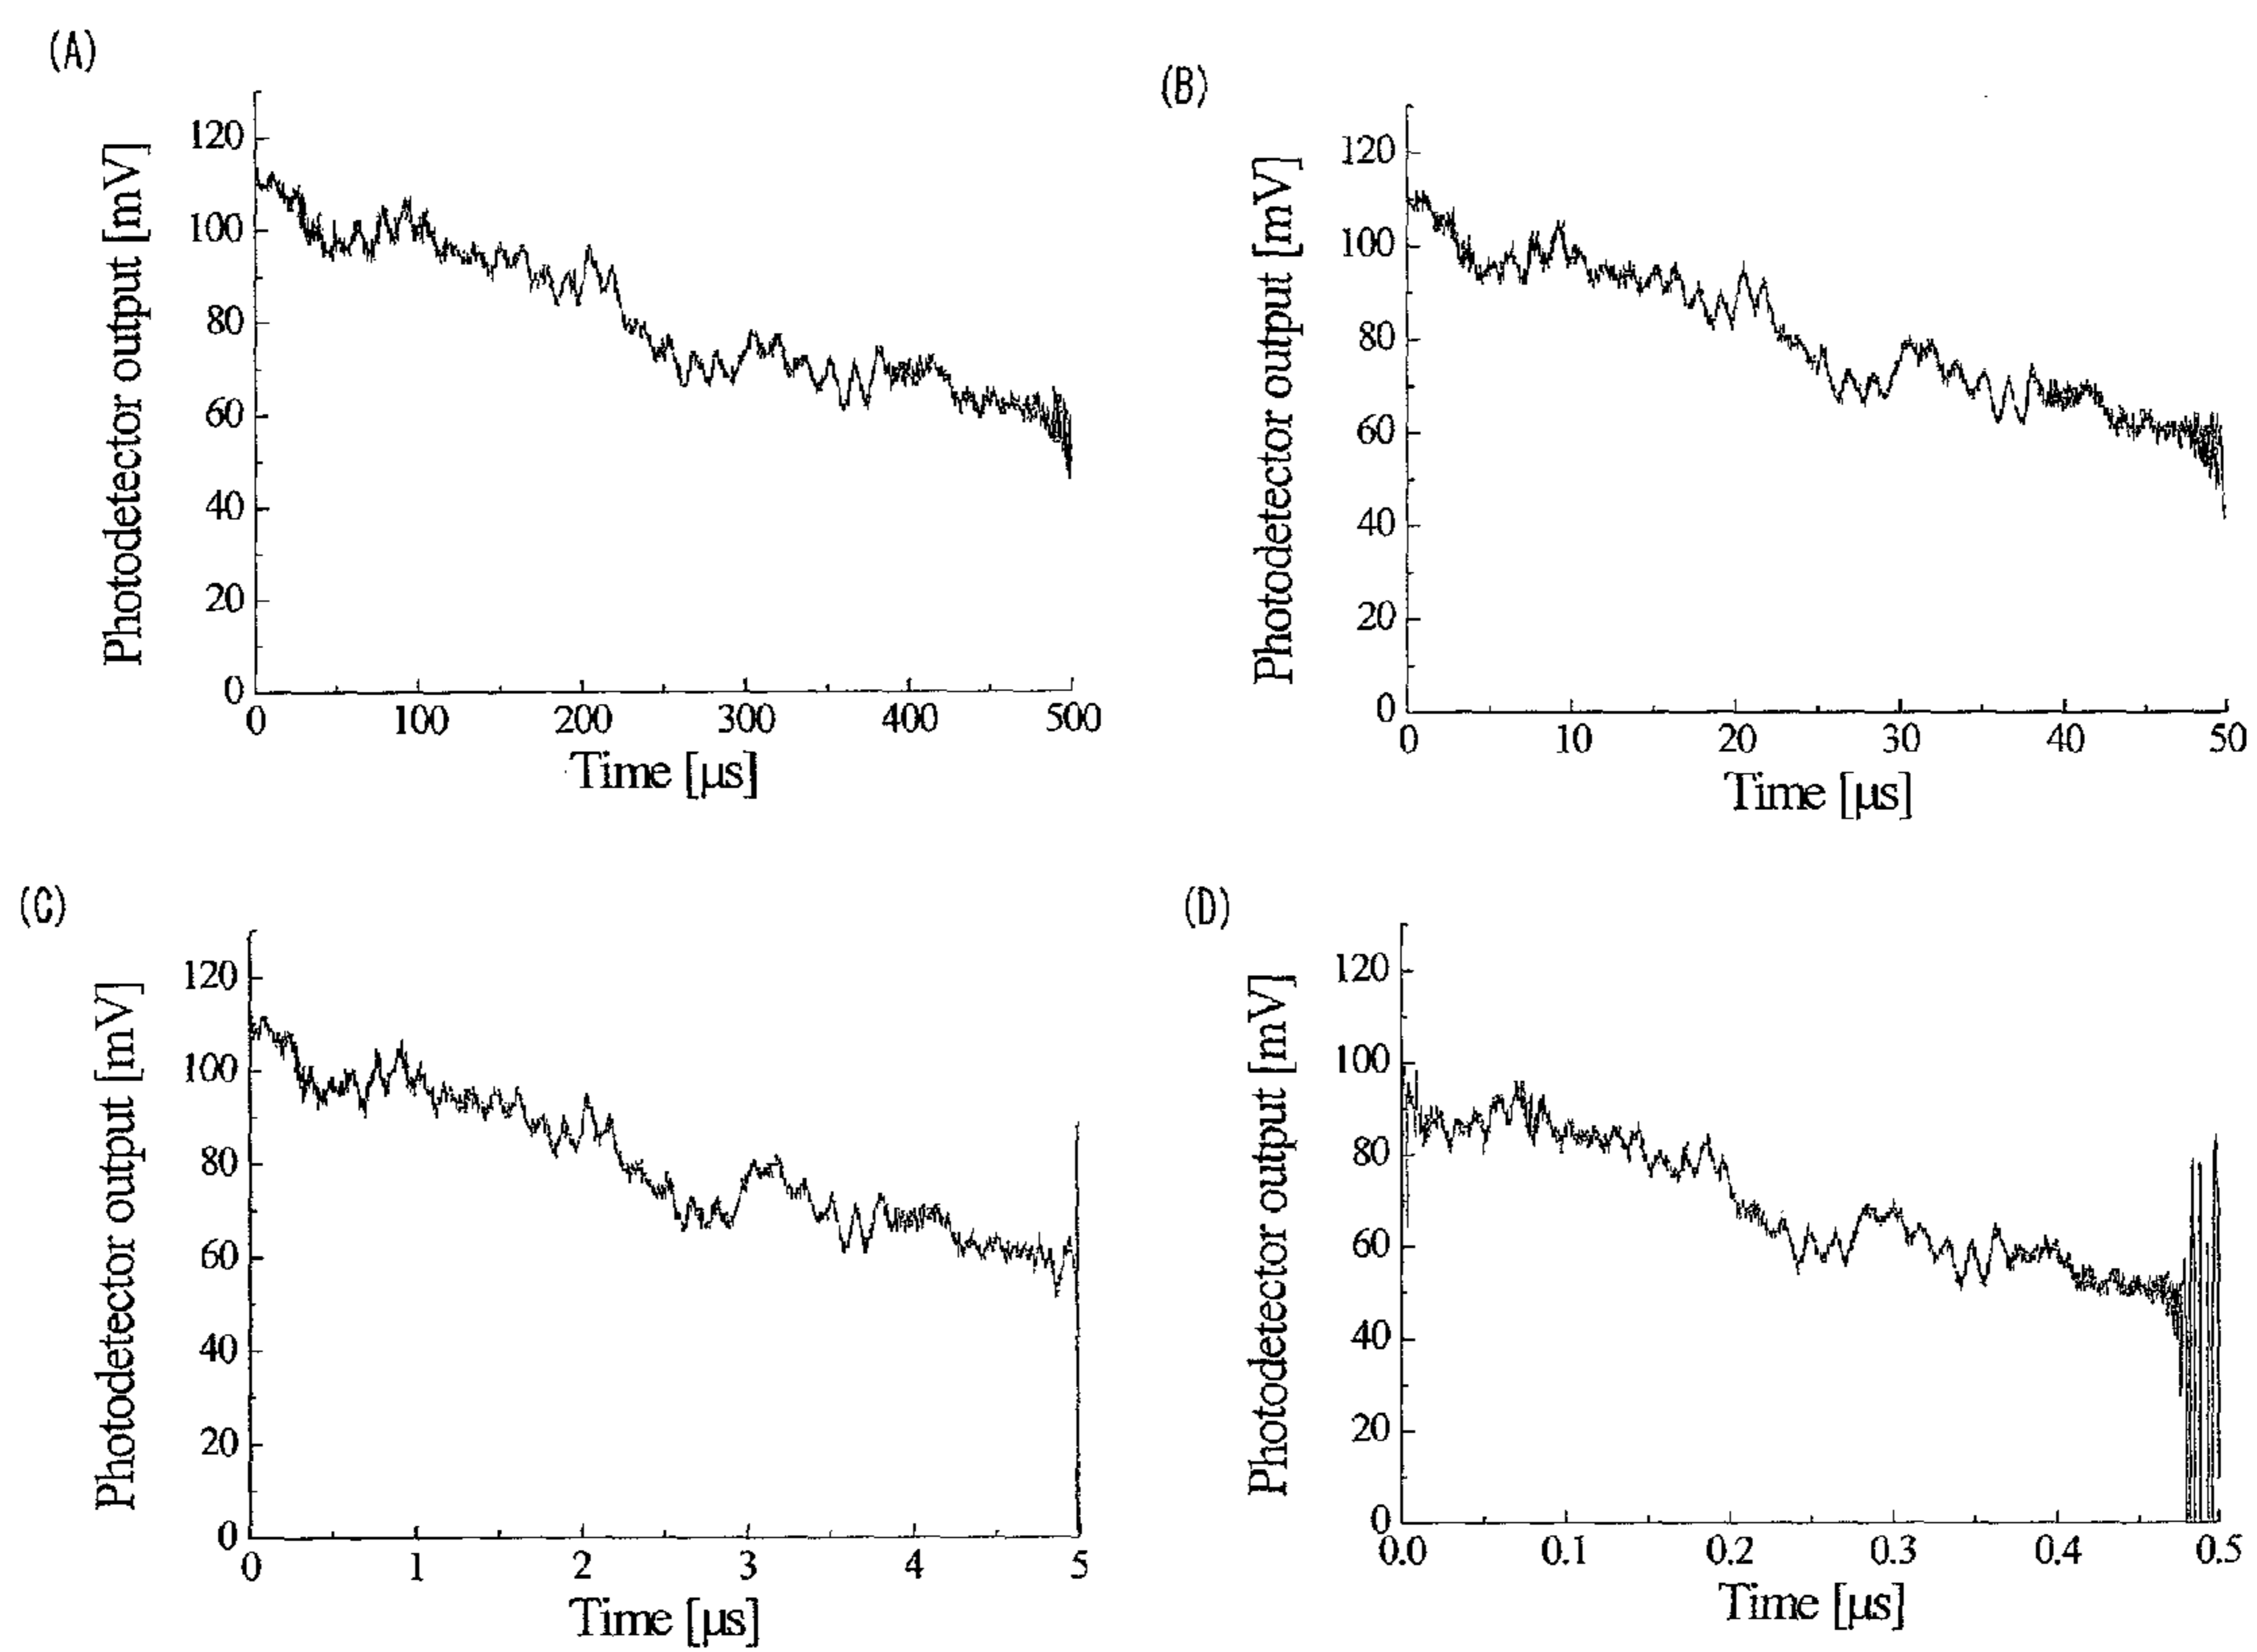 (A)
Photodetector output [mV]
120
100
80
60
40
20
0
0 100 200 300 400 500
Time [μs]
(B)
Photodetector output [mV]
120
100
80
60
40
20
0
0 10 20 30 40 50
Time [μs]
(C)
Photodetector output [mV]
120
100
80
60
40
20
0
0 1 2 3 4 5
Time [μs]
(D)
Photodetector output [mV]
120
100
80
60
40
20
0
0.0 0.1 0.2 0.3 0.4 0.5
Time [μs]